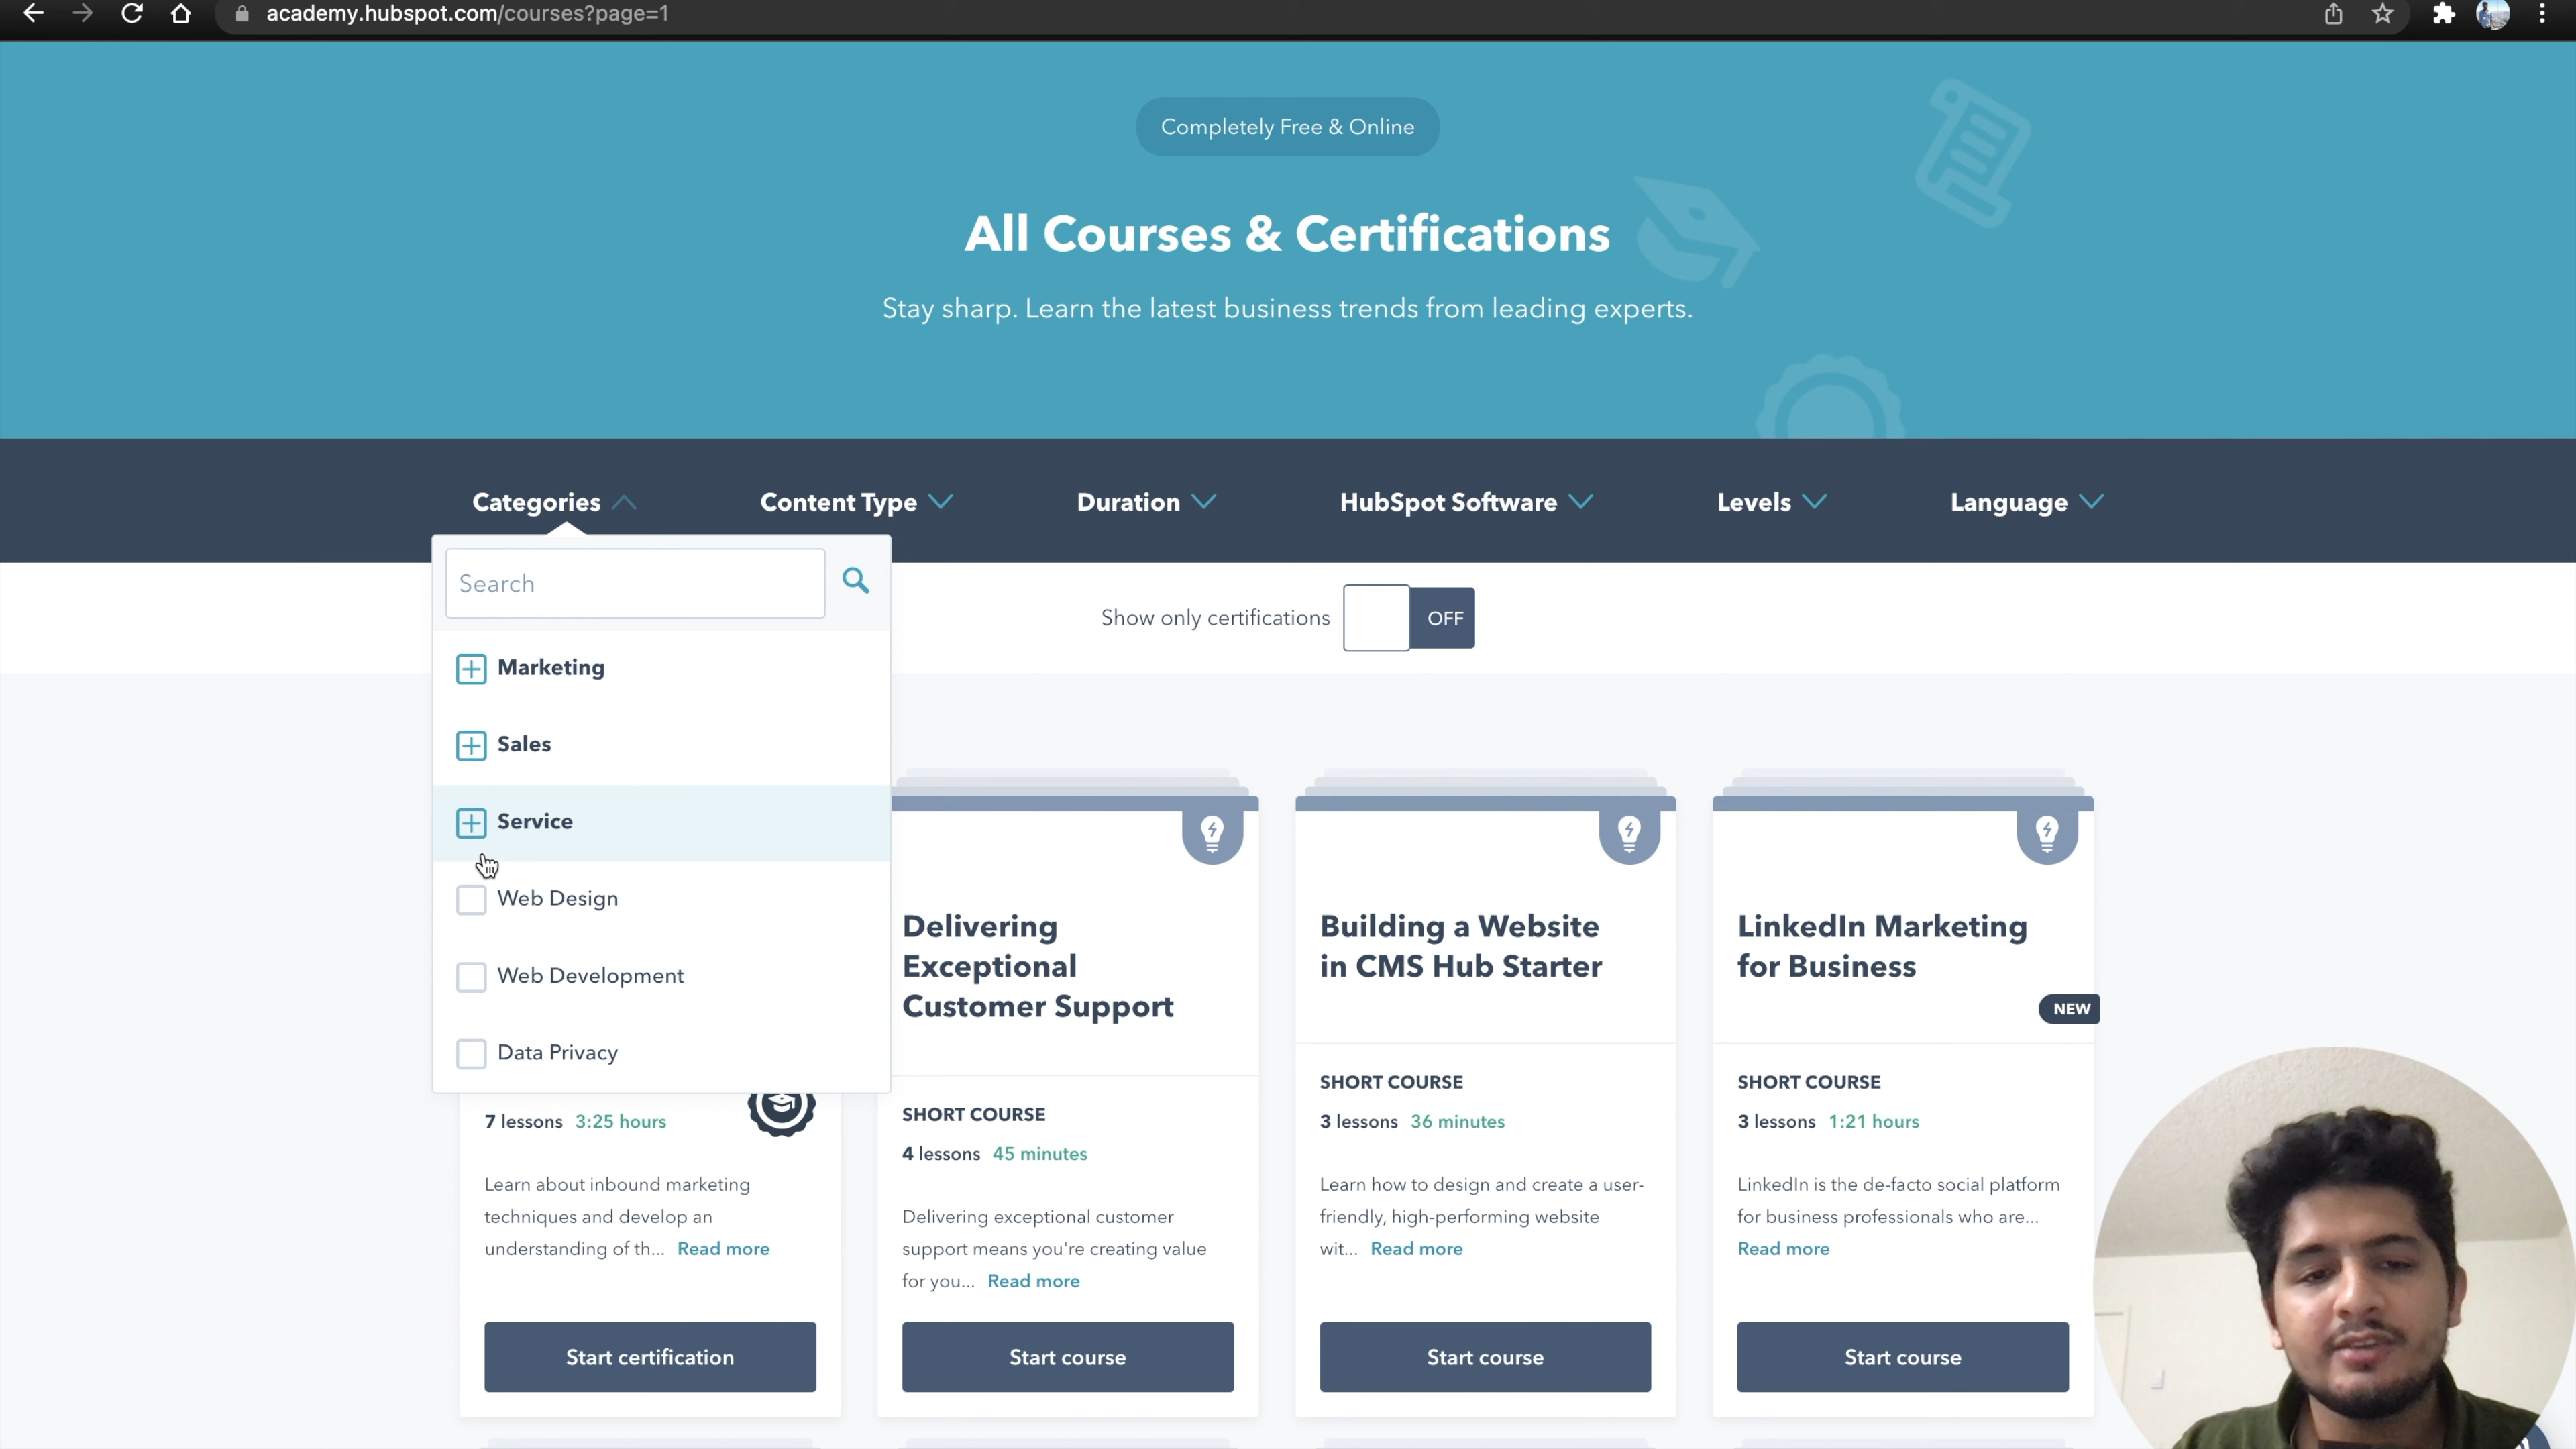 academy.hubspot.com/courses?page=1
Completely Free & Online
All Courses & Certifications
Stay sharp. Learn the latest business trends from leading experts.
Categories
Content Type
Duration
HubSpot Software
Levels
Language
Search
Show only certifications
OFF
Marketing
Sales
Service
Web Design
Web Development
Data Privacy
7 lessons 3:25 hours
Learn about inbound marketing
techniques and develop an
understanding of th... Read more
Start certification
Delivering
Exceptional
Customer Support
SHORT COURSE
4 lessons 45 minutes
Delivering exceptional customer
support means you're creating value
for you... Read more
Start course
Building a Website
in CMS Hub Starter
SHORT COURSE
3 lessons 36 minutes
Learn how to design and create a user-
friendly, high-performing website
wit... Read more
Start course
LinkedIn Marketing
for Business
NEW
SHORT COURSE
3 lessons 1:21 hours
LinkedIn is the de-facto social platform
for business professionals who are...
Read more
Start course